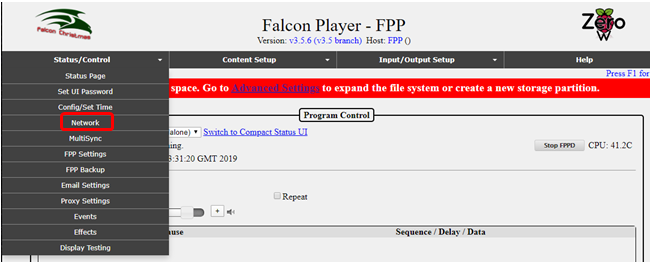 Falcon Christmas
Falcon Player - FPP
Version: v3.5.6 (v3.5 branch) Host: FPP ()
Zero
W
Status/Control
Content Setup
Input/Output Setup
Help
Press F1 for
Status Page
Set UI Password
Config/Set Time
Network
MultiSync
FPP Settings
FPP Backup
Email Settings
Proxy Settings
Events
Effects
Display Testing
space. Go to Advanced Settings to expand the file system or create a new storage partition.
Program Control
alone) Switch to Compact Status UI
ng.
Stop FPPD CPU: 41.2C
3:31:20 GMT 2019
Repeat
+
ause
Sequence / Delay / Data